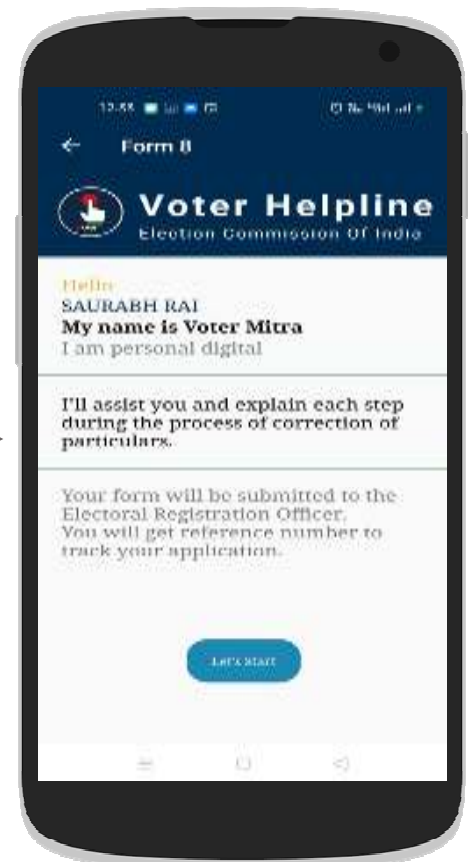 12:58
Form 8
Voter Helpline
Election Commission Of India
Hello
SAURABH RAI
My name is Voter Mitra
I am personal digital
I'll assist you and explain each step
during the process of correction of
particulars.
Your form will be submitted to the
Electoral Registration Officer.
You will get reference number to
track your application.
Let's Start